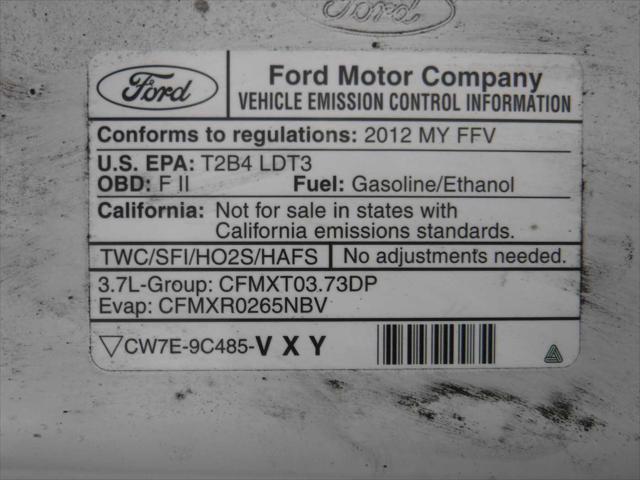 Ford
Ford
Ford Motor Company
VEHICLE EMISSION CONTROL INFORMATION
Conforms to regulations: 2012 MY FFV
U.S. EPA: T2B4 LDT3
OBD: F II Fuel: Gasoline/Ethanol
California: Not for sale in states with
California emissions standards.
TWC/SFI/HO2S/HAFS No adjustments needed.
3.7L-Group: CFMXT03.73DP
Evap: CFMXR0265NBV
▽CW7E-9C485-V X Y